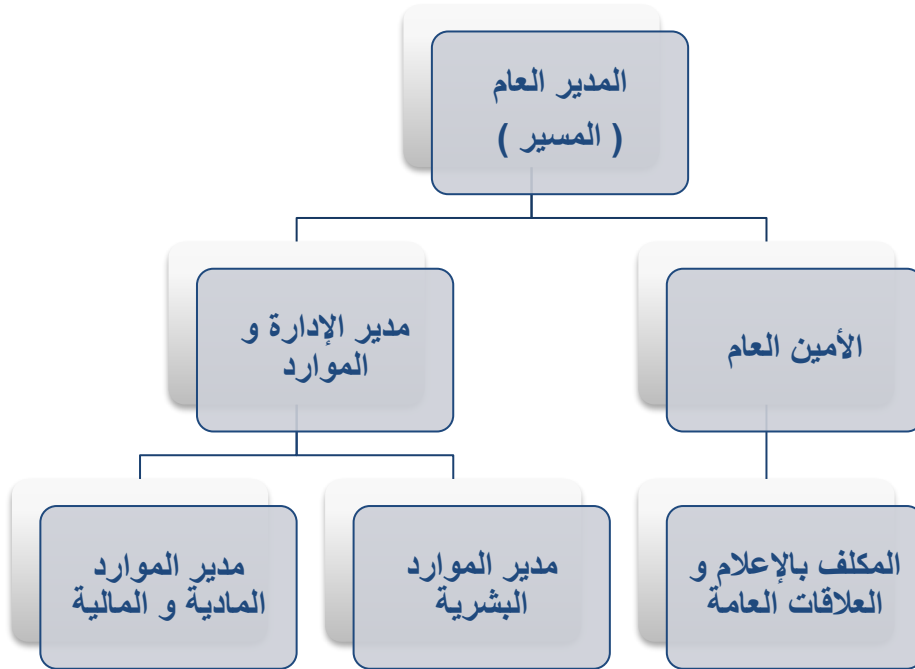 المدير العام
( المسير )
الأمين العام
مدير الإدارة و
الموارد
المكلف بالإعلام و
العلاقات العامة
مدير الموارد
البشرية
مدير الموارد
المادية و المالية